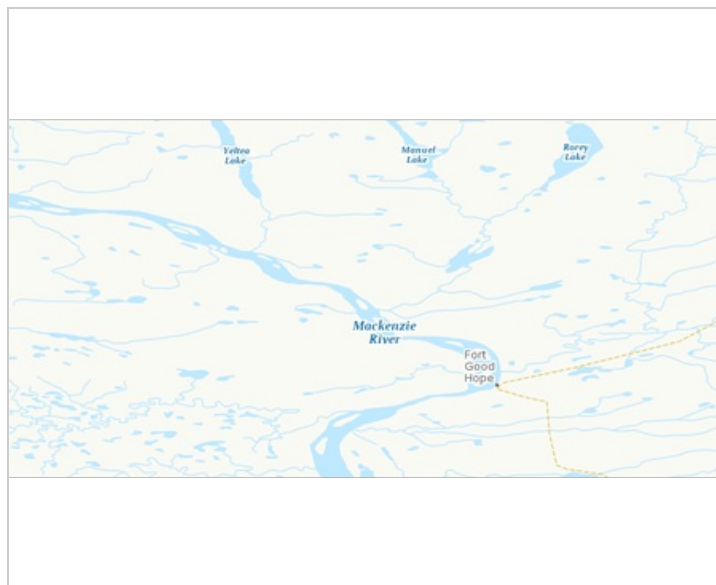 Yeltea
Lake
Manuel
Lake
Rorey
Lake
Mackenzie
River
Fort
Good
Hope